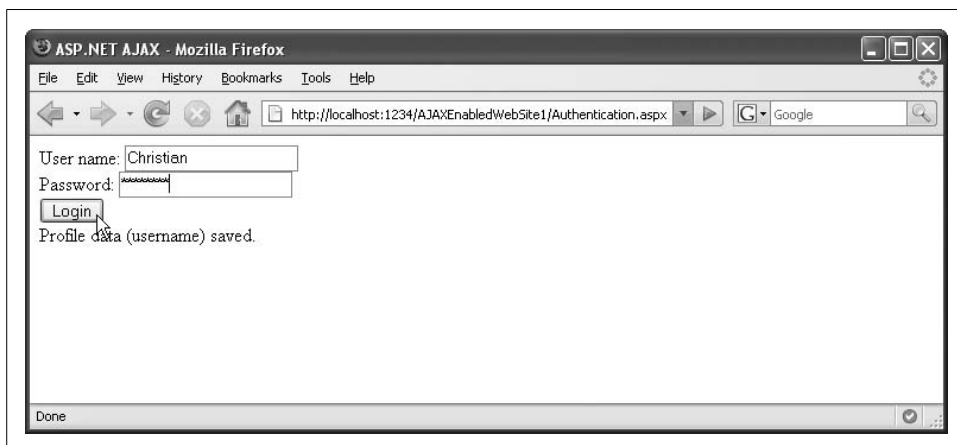 ASP.NET AJAX - Mozilla Firefox
File Edit View History Bookmarks Tools Help
http://localhost:1234/AJAXEnabledWebSite1/Authentication.aspx G Google
User name: Christian
Password: *********
Login
Profile data (username) saved.
Done